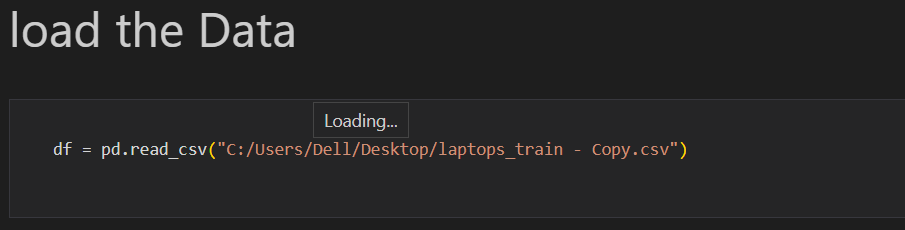 load the Data
Loading...
df = pd.read_csv("C:/Users/Dell/Desktop/laptops_train - Copy.csv")